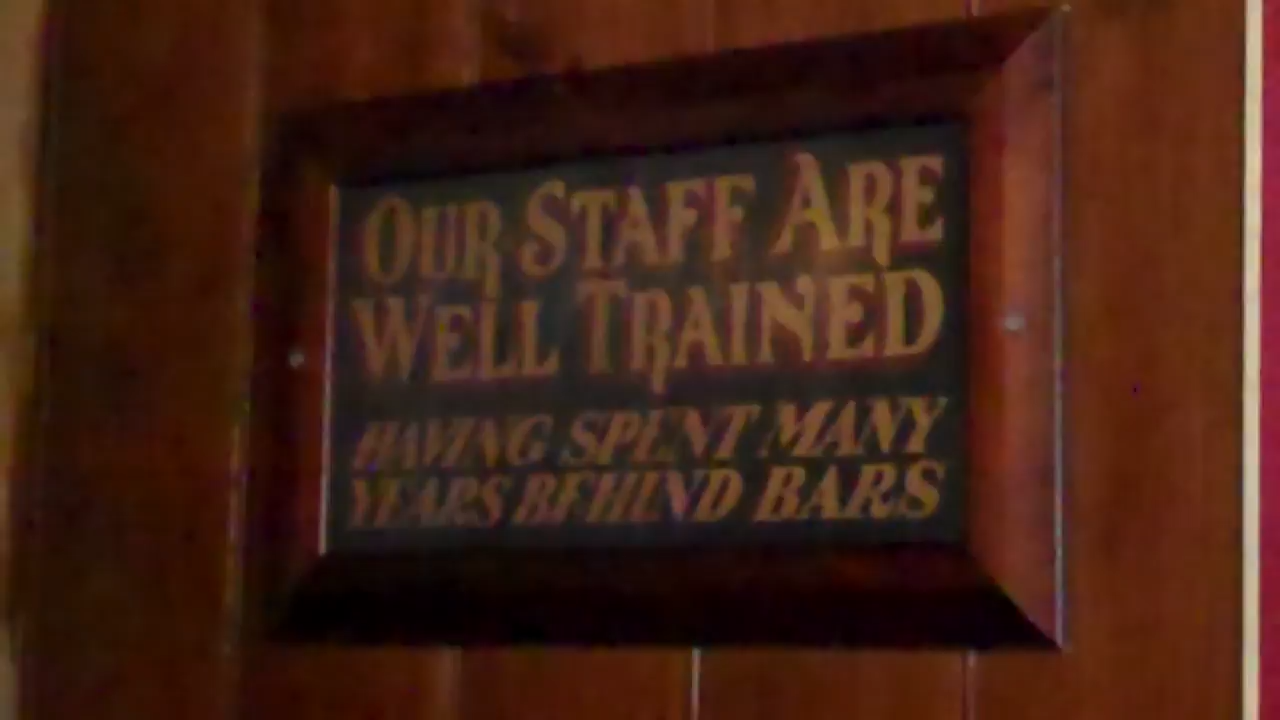 OUR STAFF ARE
WELL TRAINED
HAVING SPENT MANY
YEARS BEHIND BARS